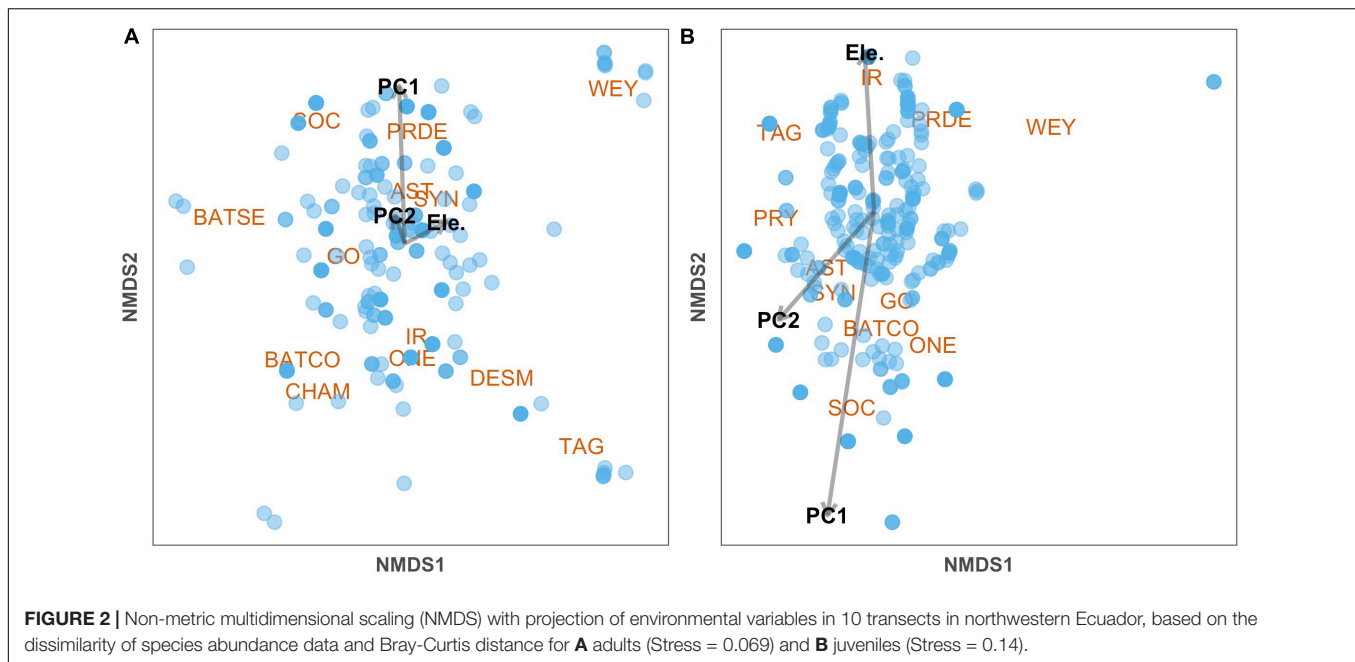 A
B
PC1
SOC
PRDE
WEY
AST
SYN
PC2
Ele.
BATSE
GO
IR
ONE
BATCO
CHAM
DESM
TAG
NMDS2
NMDS1
Ele.
IR
TAG
PRDE
WEY
PRY
AST
SYN
GO
PC2
BATCO
ONE
SOC
PC1
NMDS2
NMDS1
FIGURE 2 | Non-metric multidimensional scaling (NMDS) with projection of environmental variables in 10 transects in northwestern Ecuador, based on the
dissimilarity of species abundance data and Bray-Curtis distance for A adults (Stress = 0.069) and B juveniles (Stress = 0.14).